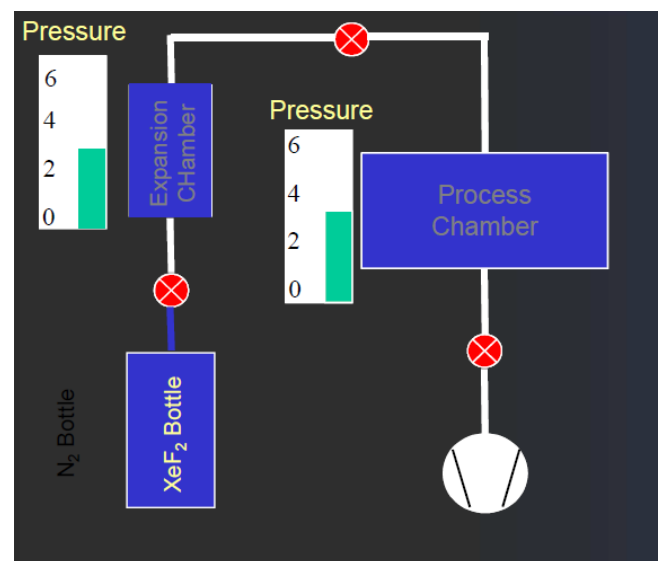 Pressure
6
4
2
0
Expansion
CHamber
Pressure
6
4
2
0
Process
Chamber
N₂ Bottle
XeF₂ Bottle